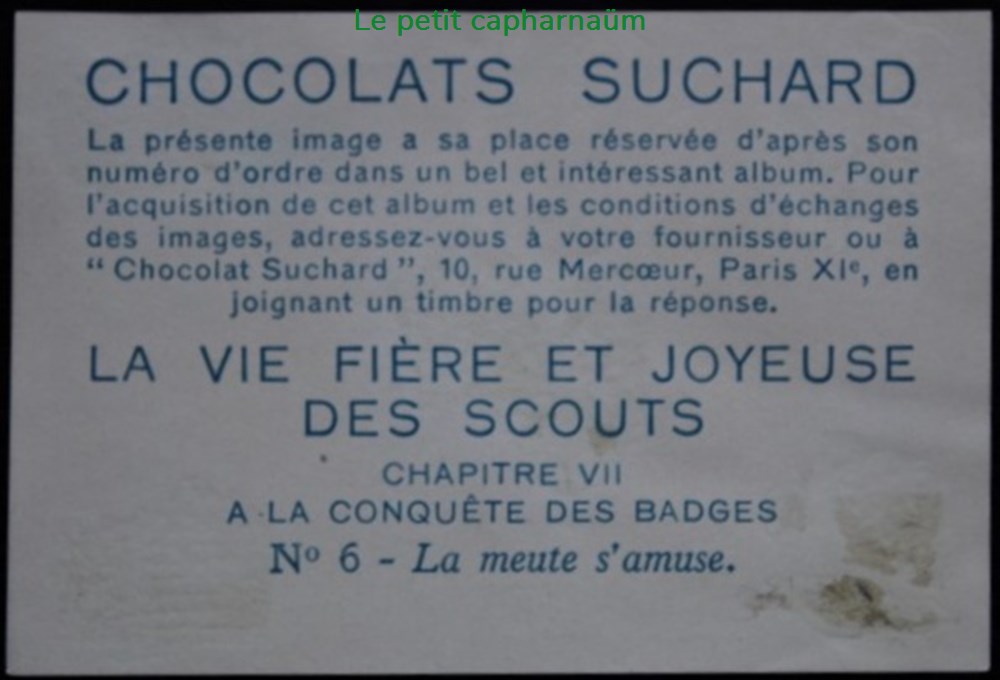 Le petit capharnaüm
CHOCOLATS SUCHARD
La présente image a sa place réservée d'après son
numéro d'ordre dans un bel et intéressant album. Pour
l'acquisition de cet album et les conditions d'échanges
des images, adressez-vous à votre fournisseur ou à
“ Chocolat Suchard ”, 10, rue Mercœur, Paris XIᵉ, en
joignant un timbre pour la réponse.
LA VIE FIÈRE ET JOYEUSE
DES SCOUTS
CHAPITRE VII
A LA CONQUÊTE DES BADGES
Nº 6 - La meute s'amuse.